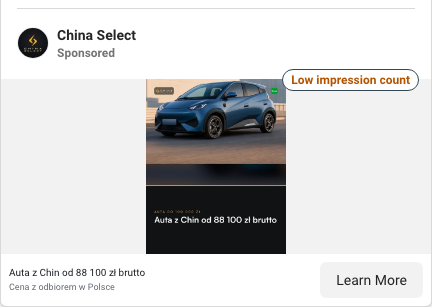 China Select
Sponsored
Low impression count
Auta z Chin od 88 100 zł brutto
Auta z Chin od 88 100 zł brutto
Cena z odbiorem w Polsce
Learn More